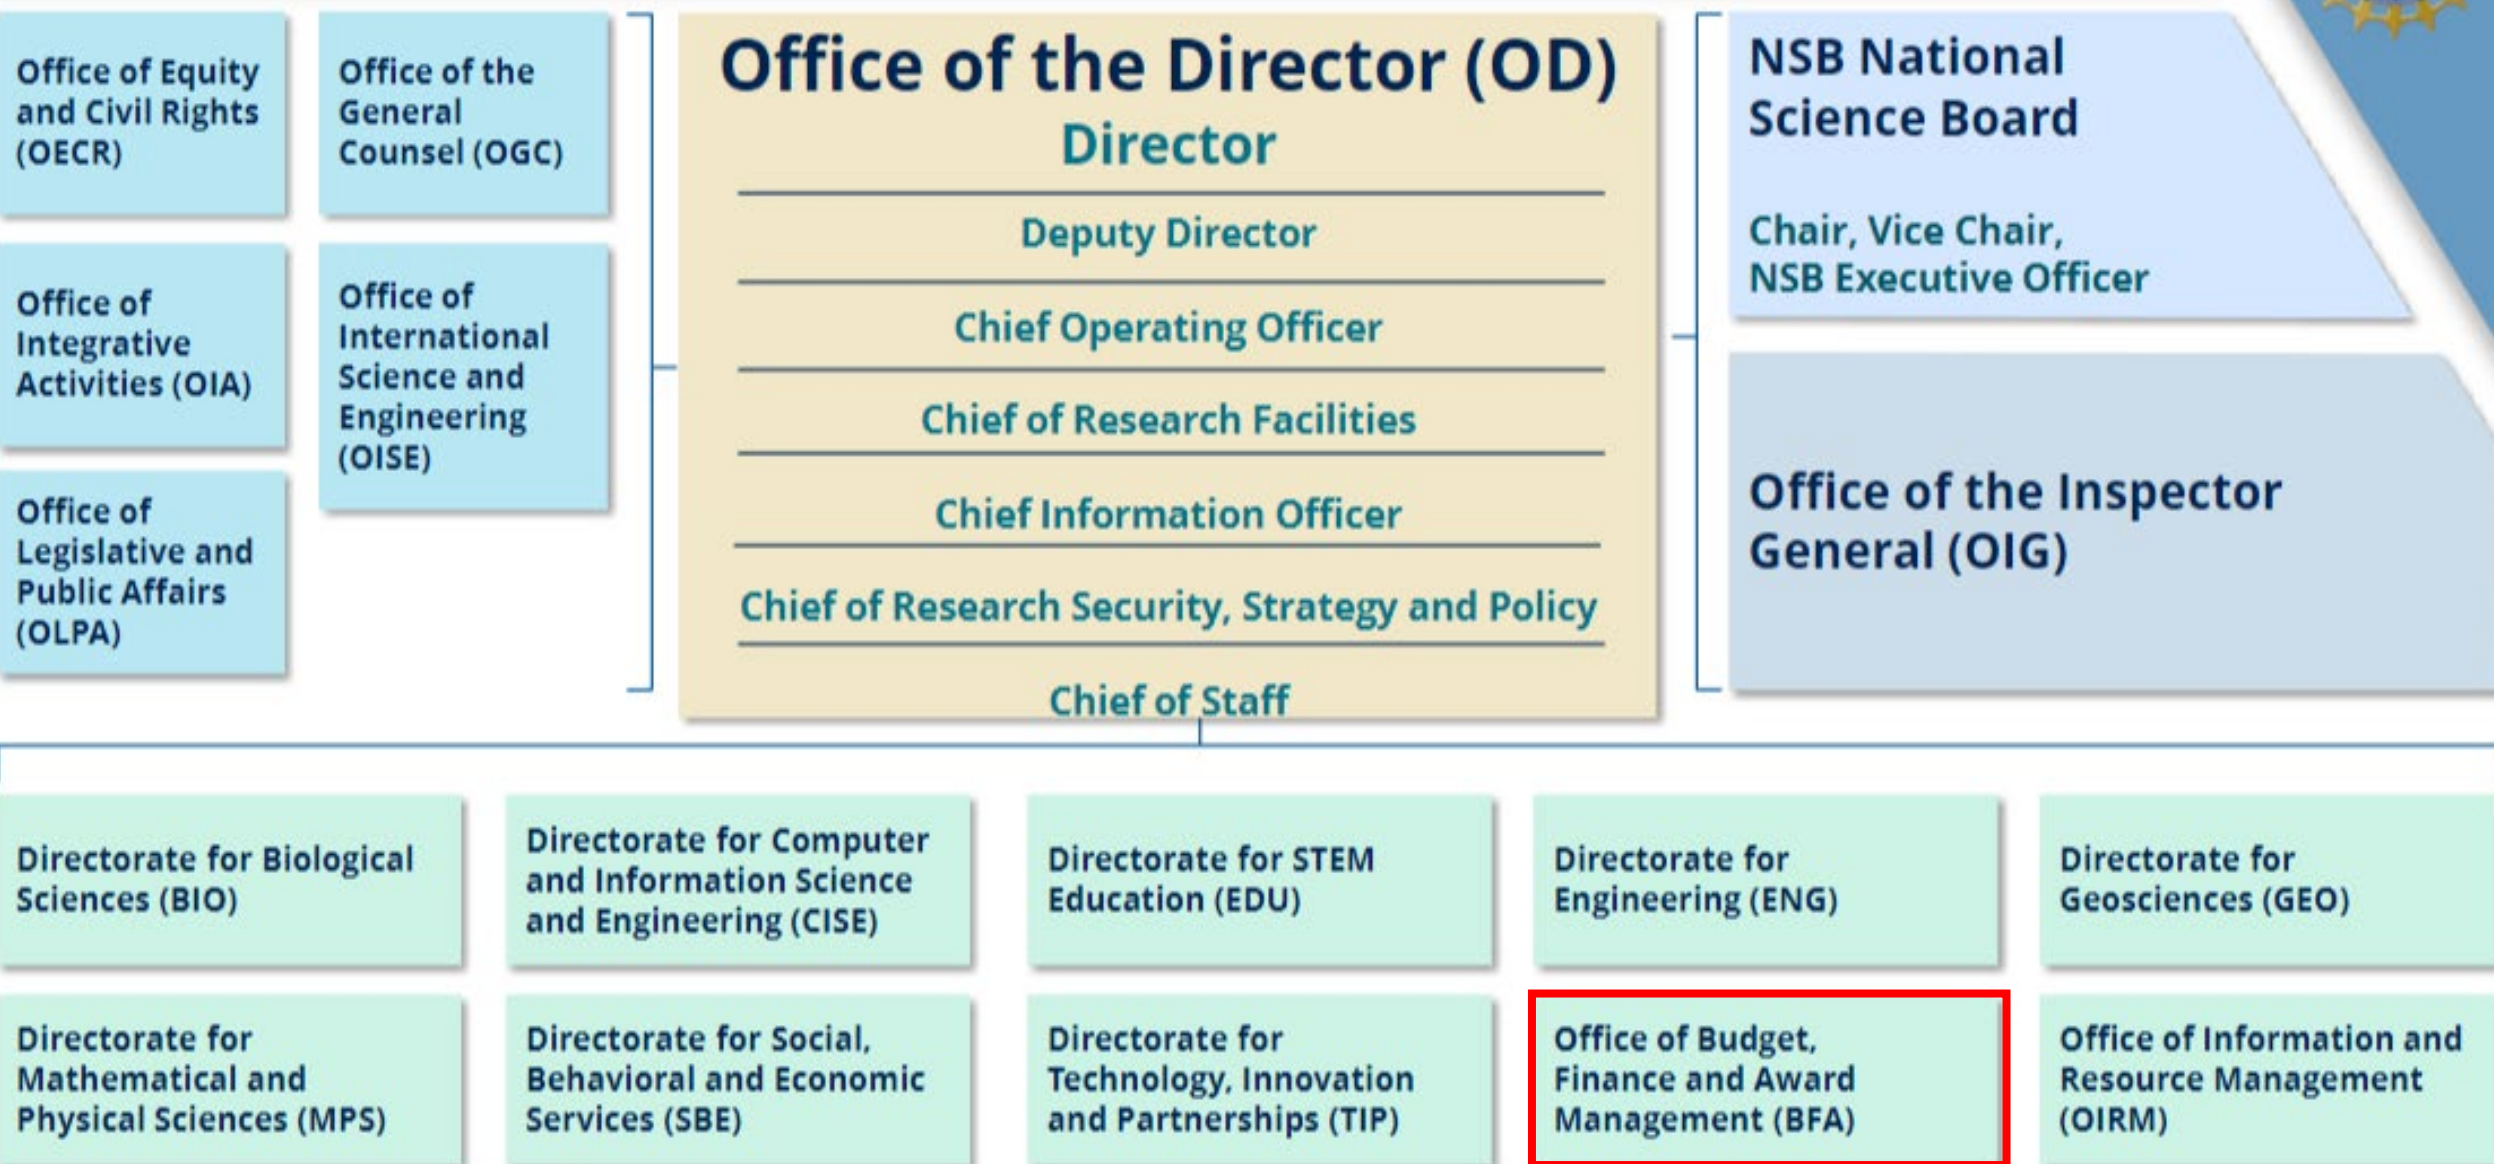 Office of Equity
and Civil Rights
(OECR)
Office of the
General
Counsel (OGC)
Office of
Integrative
Activities (OIA)
Office of
International
Science and
Engineering
(OISE)
Office of
Legislative and
Public Affairs
(OLPA)
Office of the Director (OD)
Director
Deputy Director
Chief Operating Officer
Chief of Research Facilities
Chief Information Officer
Chief of Research Security, Strategy and Policy
Chief of Staff
NSB National
Science Board
Chair, Vice Chair,
NSB Executive Officer
Office of the Inspector
General (OIG)
Directorate for Biological
Sciences (BIO)
Directorate for Computer
and Information Science
and Engineering (CISE)
Directorate for STEM
Education (EDU)
Directorate for
Engineering (ENG)
Directorate for
Geosciences (GEO)
Directorate for
Mathematical and
Physical Sciences (MPS)
Directorate for Social,
Behavioral and Economic
Services (SBE)
Directorate for
Technology, Innovation
and Partnerships (TIP)
Office of Budget,
Finance and Award
Management (BFA)
Office of Information and
Resource Management
(OIRM)